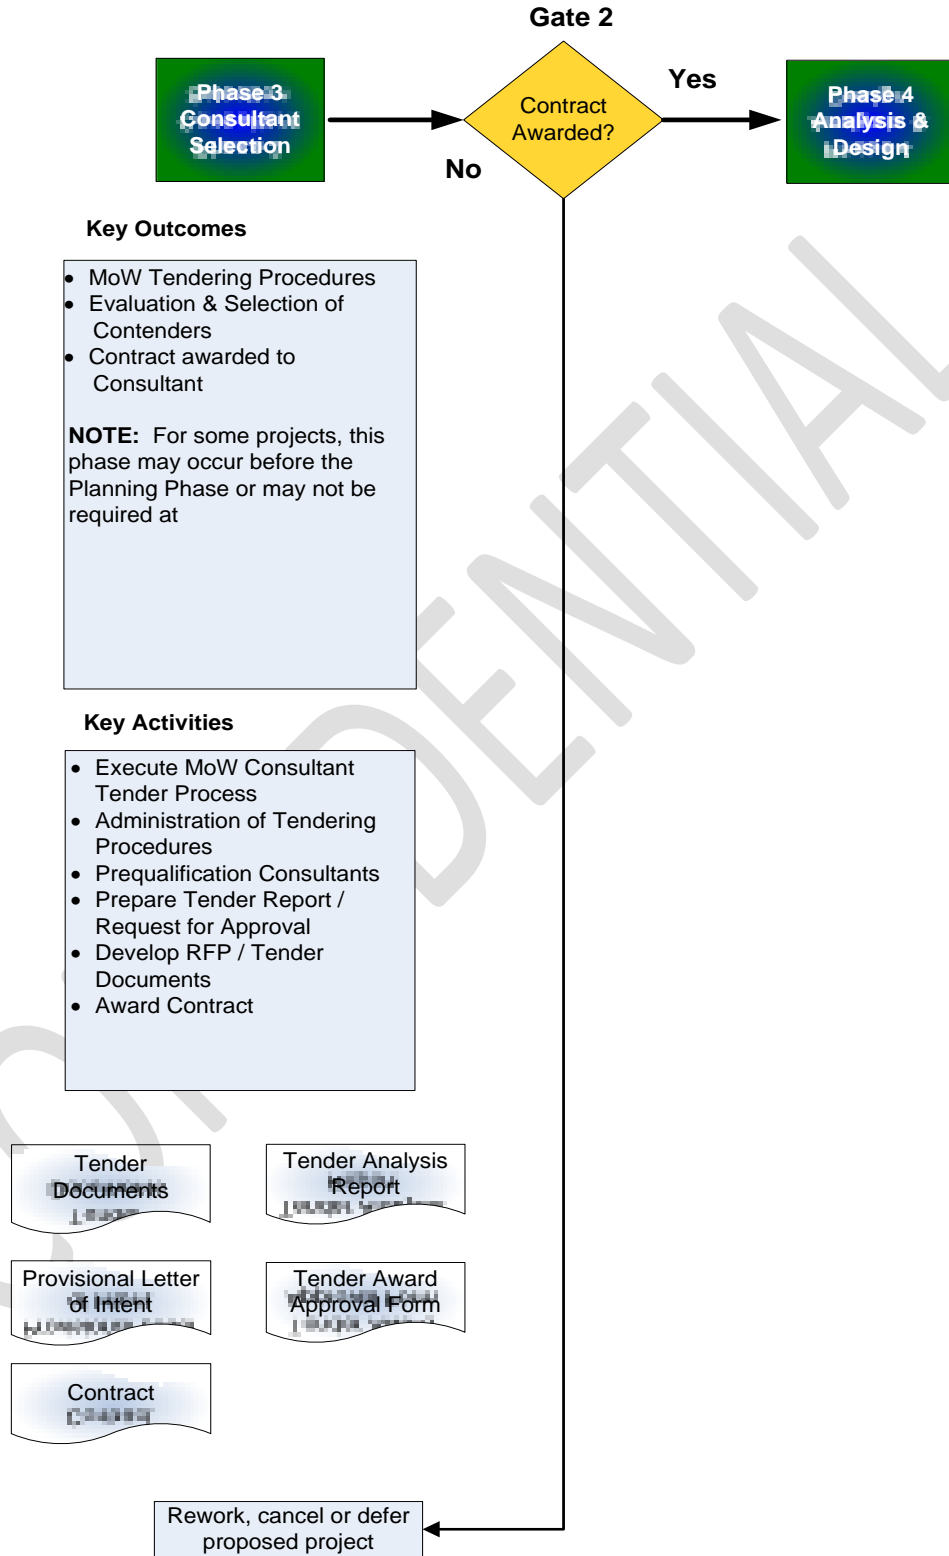 Gate 2
Phase 3
Consultant
Selection
Contract
Awarded?
Yes
No
Phase 4
Analysis &
Design
Key Outcomes
• MoW Tendering Procedures
• Evaluation & Selection of
Contenders
• Contract awarded to
Consultant
NOTE: For some projects, this
phase may occur before the
Planning Phase or may not be
required at
Key Activities
• Execute MoW Consultant
Tender Process
• Administration of Tendering
Procedures
• Prequalification Consultants
• Prepare Tender Report /
Request for Approval
• Develop RFP / Tender
Documents
• Award Contract
Tender
Documents
Tender Analysis
Report
Provisional Letter
of Intent
Tender Award
Approval Form
Contract
Rework, cancel or defer
proposed project
CONFIDENTIAL